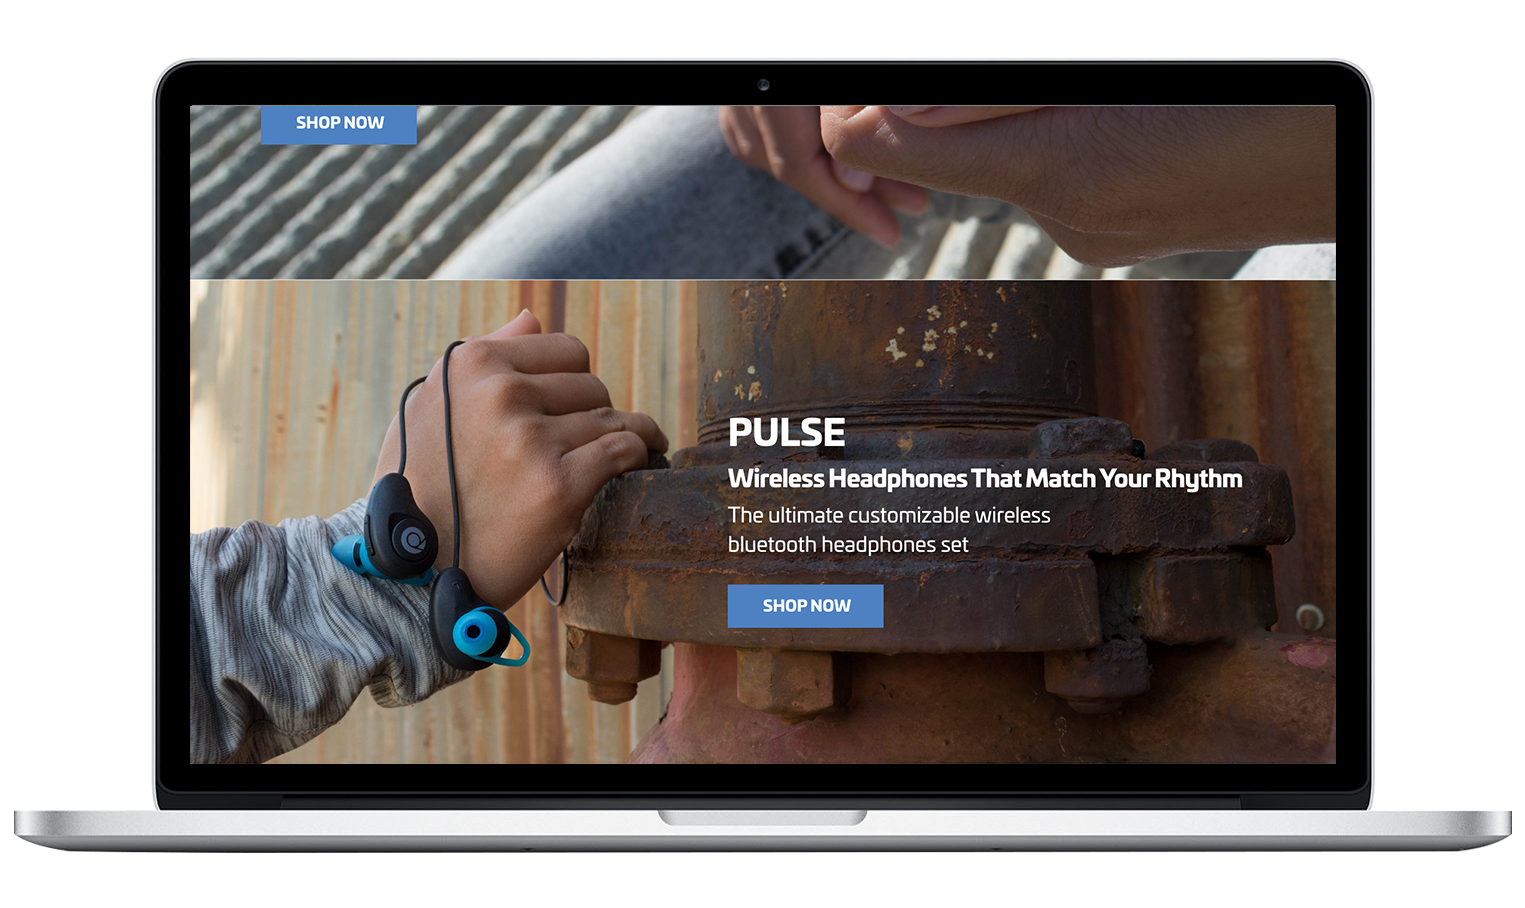 SHOP NOW
PULSE
Wireless Headphones That Match Your Rhythm
The ultimate customizable wireless
bluetooth headphones set
SHOP NOW